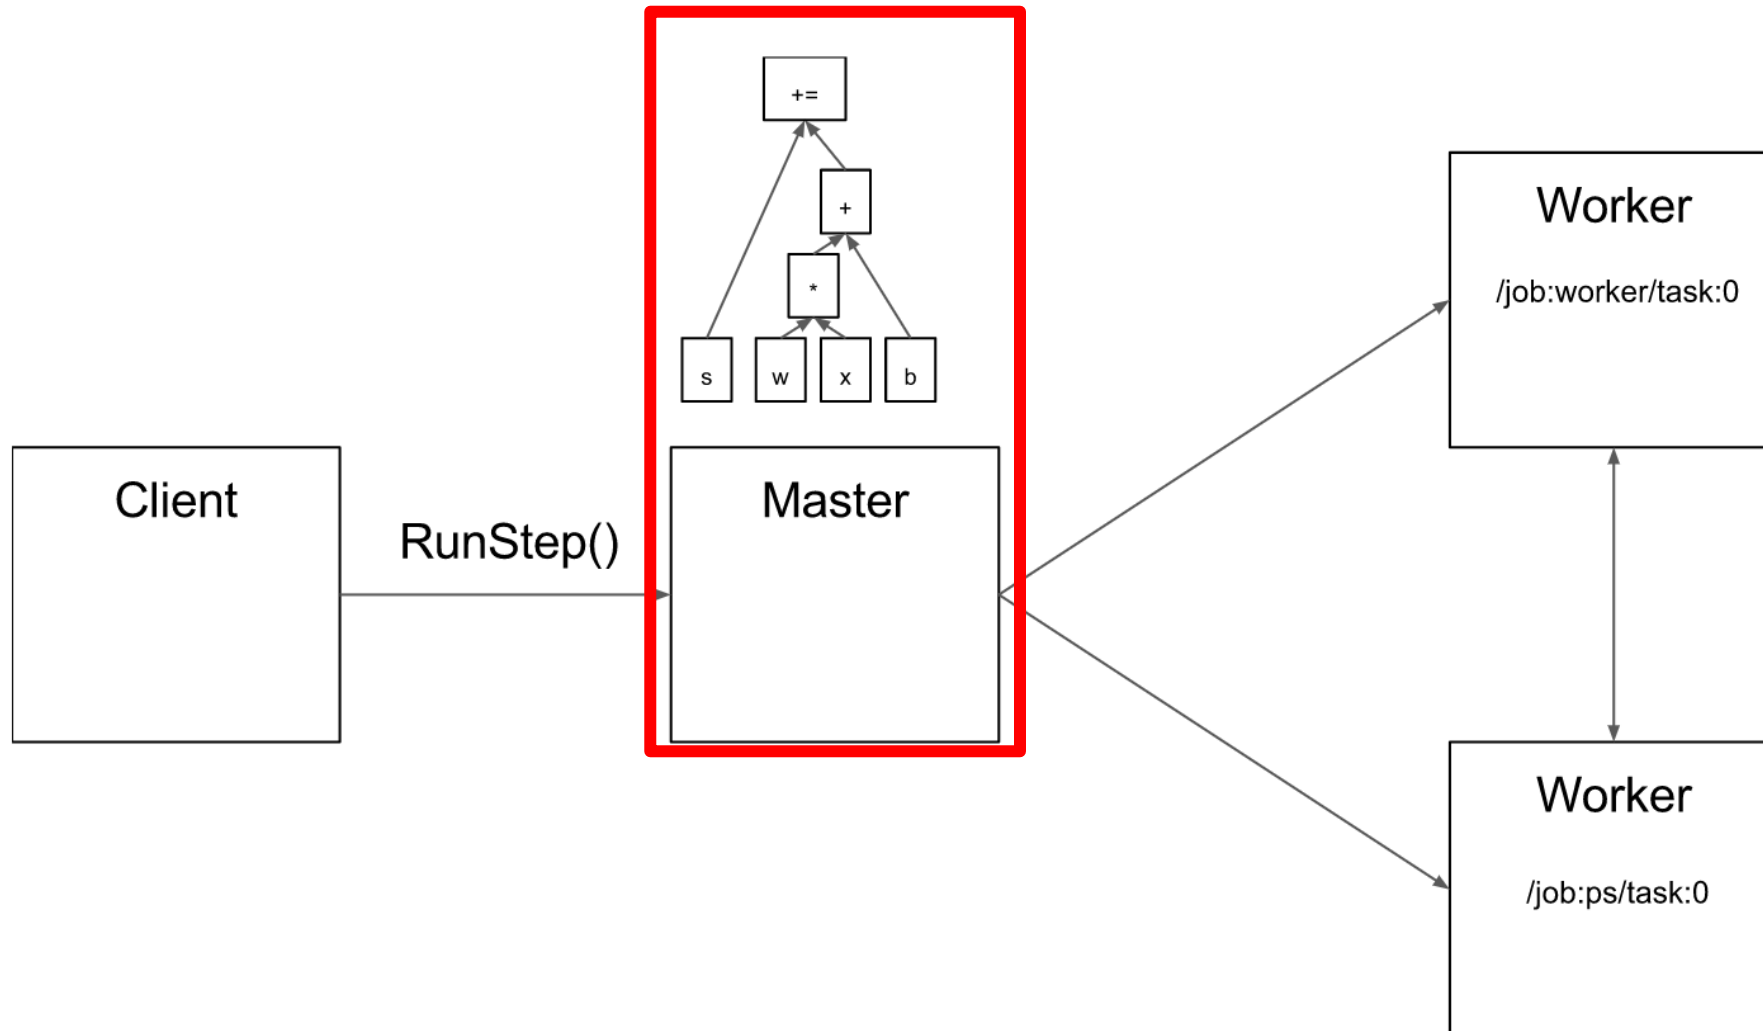 +=
+
*
s w x b
Client
RunStep()
Master
Worker
/job:worker/task:0
Worker
/job:ps/task:0